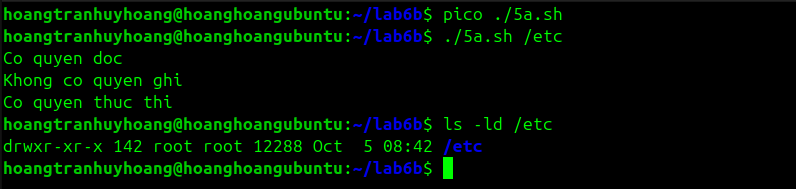 hoangtranhuyhoang@hoanghoangubuntu:~/lab6b$ pico ./5a.sh
hoangtranhuyhoang@hoanghoangubuntu:~/lab6b$ ./5a.sh /etc
Co quyen doc
Khong co quyen ghi
Co quyen thuc thi
hoangtranhuyhoang@hoanghoangubuntu:~/lab6b$ ls -ld /etc
drwxr-xr-x 142 root root 12288 Oct  5 08:42 /etc
hoangtranhuyhoang@hoanghoangubuntu:~/lab6b$